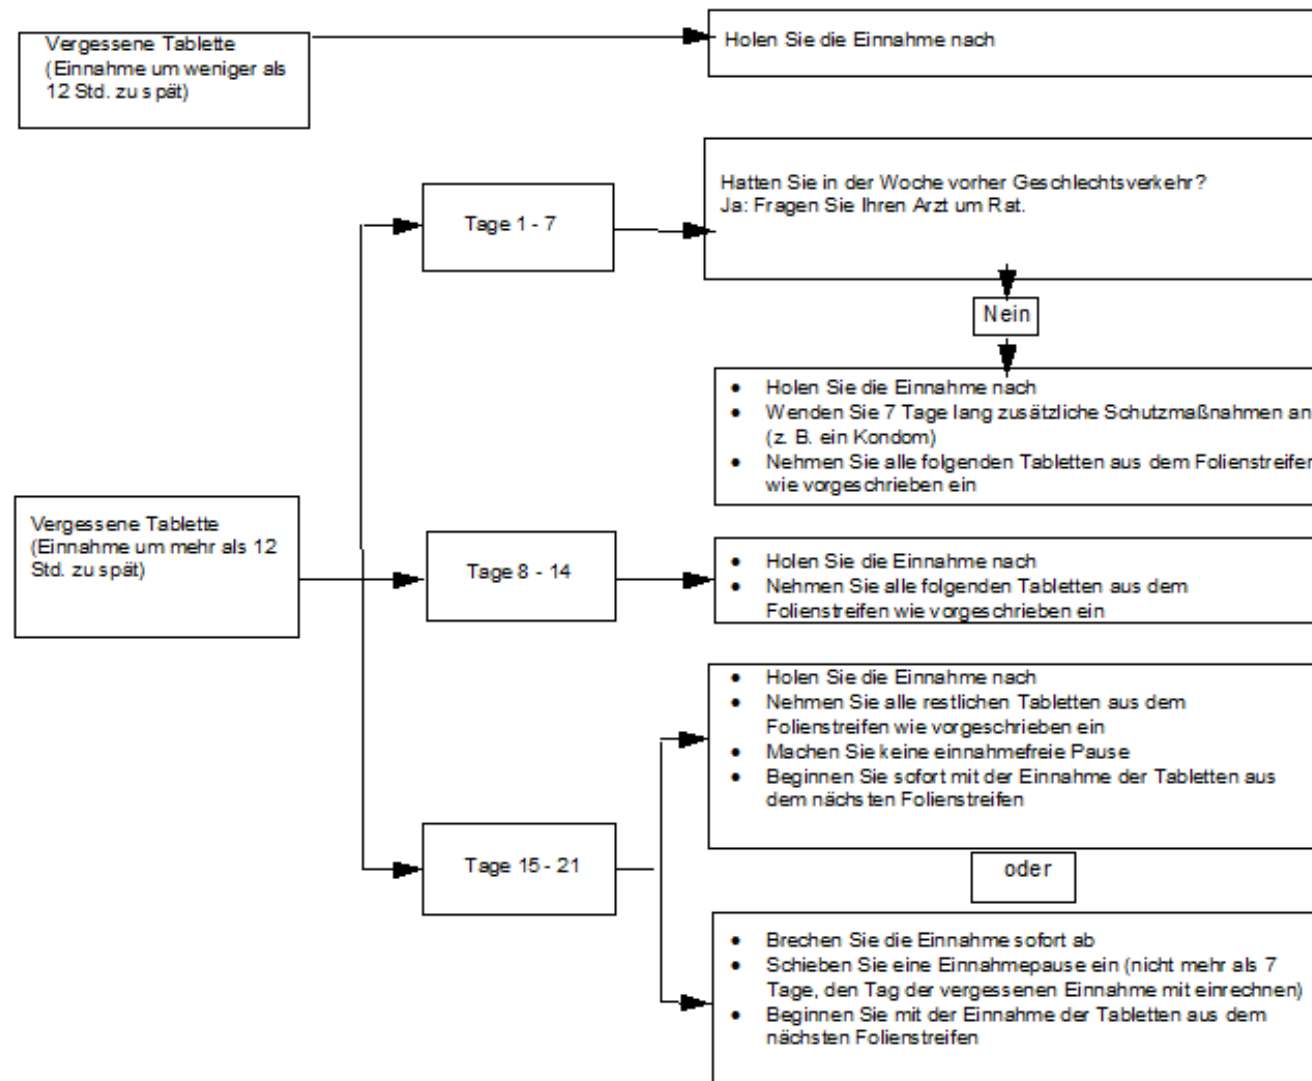 Vergessene Tablette
(Einnahme um weniger als
12 Std. zu spät)
Holen Sie die Einnahme nach
Tage 1 - 7
Hatten Sie in der Woche vorher Geschlechtsverkehr?
Ja: Fragen Sie Ihren Arzt um Rat.
Nein
• Holen Sie die Einnahme nach
• Wenden Sie 7 Tage lang zusätzliche Schutzmaßnahmen an
(z. B. ein Kondom)
• Nehmen Sie alle folgenden Tabletten aus dem Folienstreifen
wie vorgeschrieben ein
Vergessene Tablette
(Einnahme um mehr als 12
Std. zu spät)
Tage 8 - 14
• Holen Sie die Einnahme nach
• Nehmen Sie alle folgenden Tabletten aus dem
Folienstreifen wie vorgeschrieben ein
Tage 15 - 21
• Holen Sie die Einnahme nach
• Nehmen Sie alle restlichen Tabletten aus dem
Folienstreifen wie vorgeschrieben ein
• Machen Sie keine einnahmefreie Pause
• Beginnen Sie sofort mit der Einnahme der Tabletten aus
dem nächsten Folienstreifen
oder
• Brechen Sie die Einnahme sofort ab
• Schieben Sie eine Einnahmepause ein (nicht mehr als 7
Tage, den Tag der vergessenen Einnahme mit einrechnen)
• Beginnen Sie mit der Einnahme der Tabletten aus dem
nächsten Folienstreifen